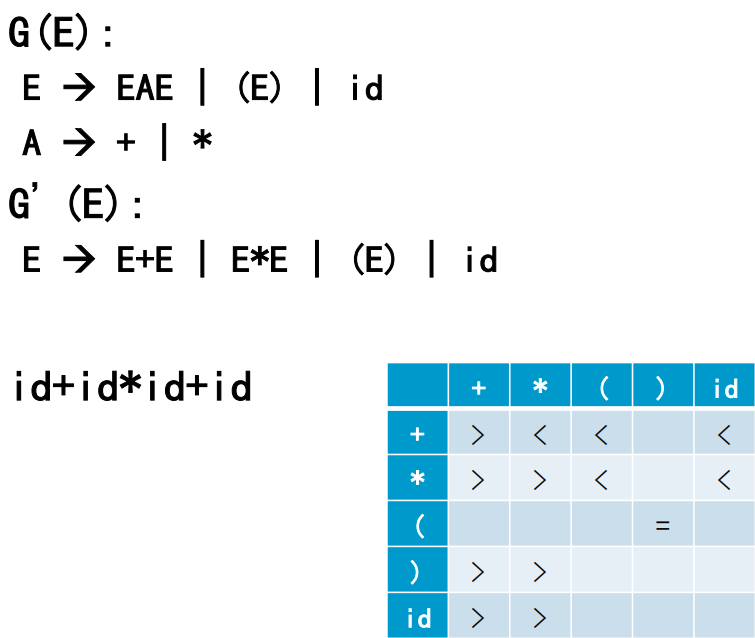 G(E):
E → EAE | (E) | id
A → + | *
G' (E):
E → E+E | E*E | (E) | id
id+id*id+id
+ * ( ) id
+ > < < <
* > > < <
( =
) > >
id > >